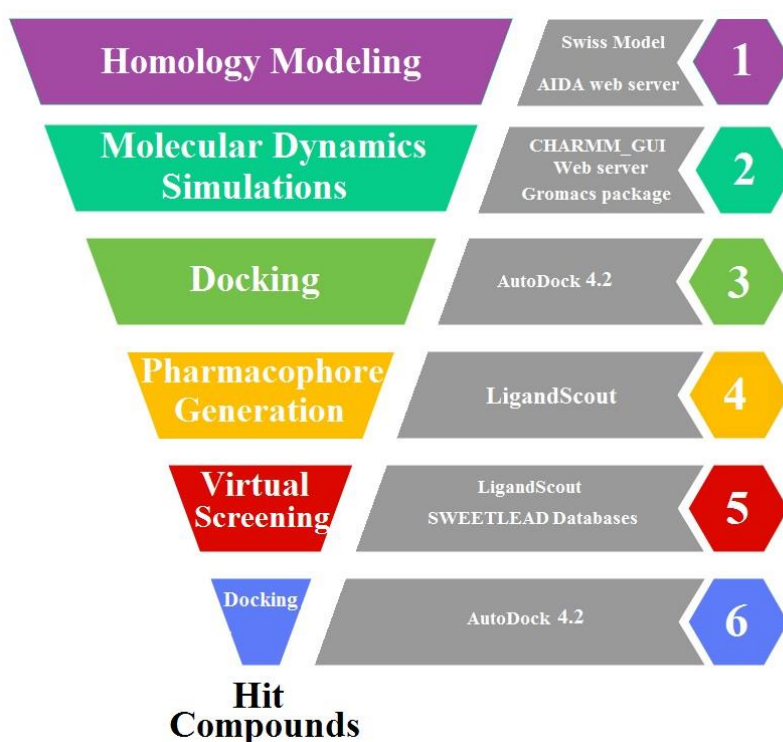 Homology Modeling
Swiss Model
AIDA web server
1
Molecular Dynamics
Simulations
CHARMM_GUI
Web server
Gromacs package
2
Docking
AutoDock 4.2
3
Pharmacophore
Generation
LigandScout
4
Virtual
Screening
LigandScout
SWEETLEAD Databases
5
Docking
AutoDock 4.2
6
Hit
Compounds